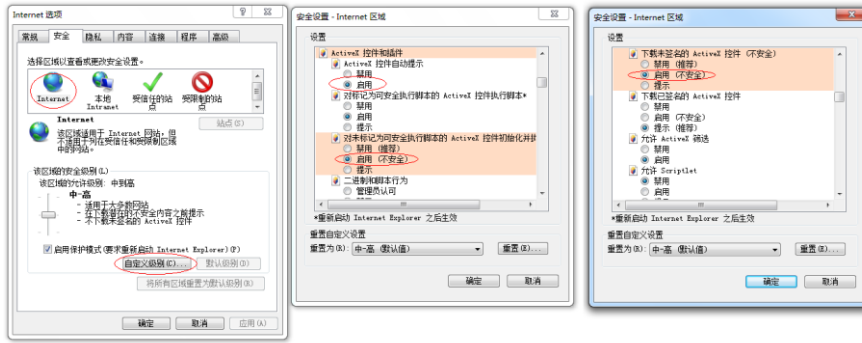 Internet 选项
常规 安全 隐私 内容 连接 程序 高级
选择区域以查看或更改安全设置。
Internet
本地 Intranet
受信任的站点
受限制的站点
Internet
站点(S)
该区域适用于 Internet 网站,但
不适用于列在受信任和受限制区域
中的网站。
该区域的安全级别(L)
该区域的允许级别: 中到高
中-高
- 适用于大多数网站
- 在下载潜在的不安全内容之前提示
- 不下载未签名的 ActiveX 控件
启用保护模式(要求重新启动 Internet Explorer)(P)
自定义级别(C)... 默认级别(D)
将所有区域重置为默认级别(R)
确定 取消 应用(A)
安全设置 - Internet 区域
设置
ActiveX 控件和插件
ActiveX 控件自动提示
禁用
启用
对标记为可安全执行脚本的 ActiveX 控件执行脚本*
禁用
启用
提示
对未标记为可安全执行脚本的 ActiveX 控件初始化并执
禁用 (推荐)
启用 (不安全)
提示
二进制和脚本行为
管理员认可
*重新启动 Internet Explorer 之后生效
重置自定义设置
重置为(R): 中-高 (默认值) 重置(E)...
确定 取消
安全设置 - Internet 区域
设置
下载未签名的 ActiveX 控件 (不安全)
禁用 (推荐)
启用 (不安全)
提示
下载已签名的 ActiveX 控件
禁用
启用 (不安全)
提示 (推荐)
允许 ActiveX 筛选
禁用
启用
允许 Scriptlet
禁用
启用
*重新启动 Internet Explorer 之后生效
重置自定义设置
重置为(R): 中-高 (默认值) 重置(E)...
确定 取消